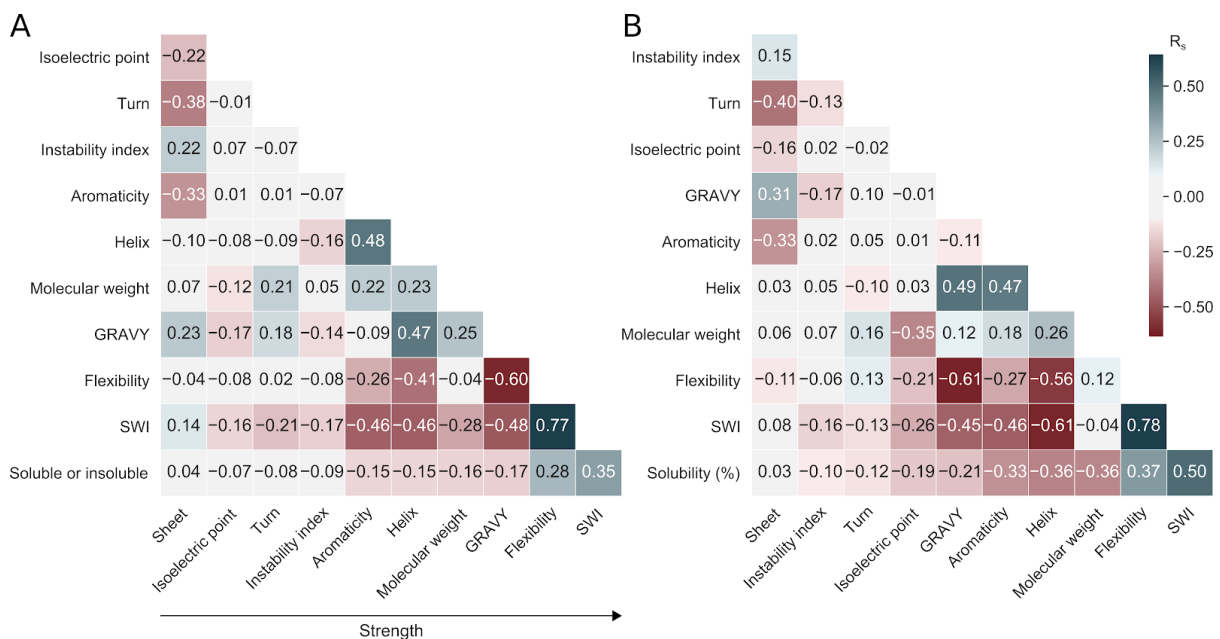 A
Isoelectric point −0.22
Turn −0.38 −0.01
Instability index 0.22 0.07 −0.07
Aromaticity −0.33 0.01 0.01 −0.07
Helix −0.10 −0.08 −0.09 −0.16 0.48
Molecular weight 0.07 −0.12 0.21 0.05 0.22 0.23
GRAVY 0.23 −0.17 0.18 −0.14 −0.09 0.47 0.25
Flexibility −0.04 −0.08 0.02 −0.08 −0.26 −0.41 −0.04 −0.60
SWI 0.14 −0.16 −0.21 −0.17 −0.46 −0.46 −0.28 −0.48 0.77
Soluble or insoluble 0.04 −0.07 −0.08 −0.09 −0.15 −0.15 −0.16 −0.17 0.28 0.35
Sheet
Isoelectric point
Turn
Instability index
Aromaticity
Helix
Molecular weight
GRAVY
Flexibility
SWI
Strength
B
Instability index 0.15
Turn −0.40 −0.13
Isoelectric point −0.16 0.02 −0.02
GRAVY 0.31 −0.17 0.10 −0.01
Aromaticity −0.33 0.02 0.05 0.01 −0.11
Helix 0.03 0.05 −0.10 0.03 0.49 0.47
Molecular weight 0.06 0.07 0.16 −0.35 0.12 0.18 0.26
Flexibility −0.11 −0.06 0.13 −0.21 −0.61 −0.27 −0.56 0.12
SWI 0.08 −0.16 −0.13 −0.26 −0.45 −0.46 −0.61 −0.04 0.78
Solubility (%) 0.03 −0.10 −0.12 −0.19 −0.21 −0.33 −0.36 −0.36 0.37 0.50
Sheet
Instability index
Turn
Isoelectric point
GRAVY
Aromaticity
Helix
Molecular weight
Flexibility
SWI
Rs
0.50
0.25
0.00
−0.25
−0.50